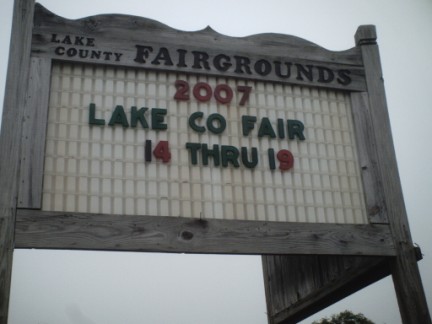 LAKE
COUNTY FAIRGROUNDS
2007
LAKE CO FAIR
14 THRU 19